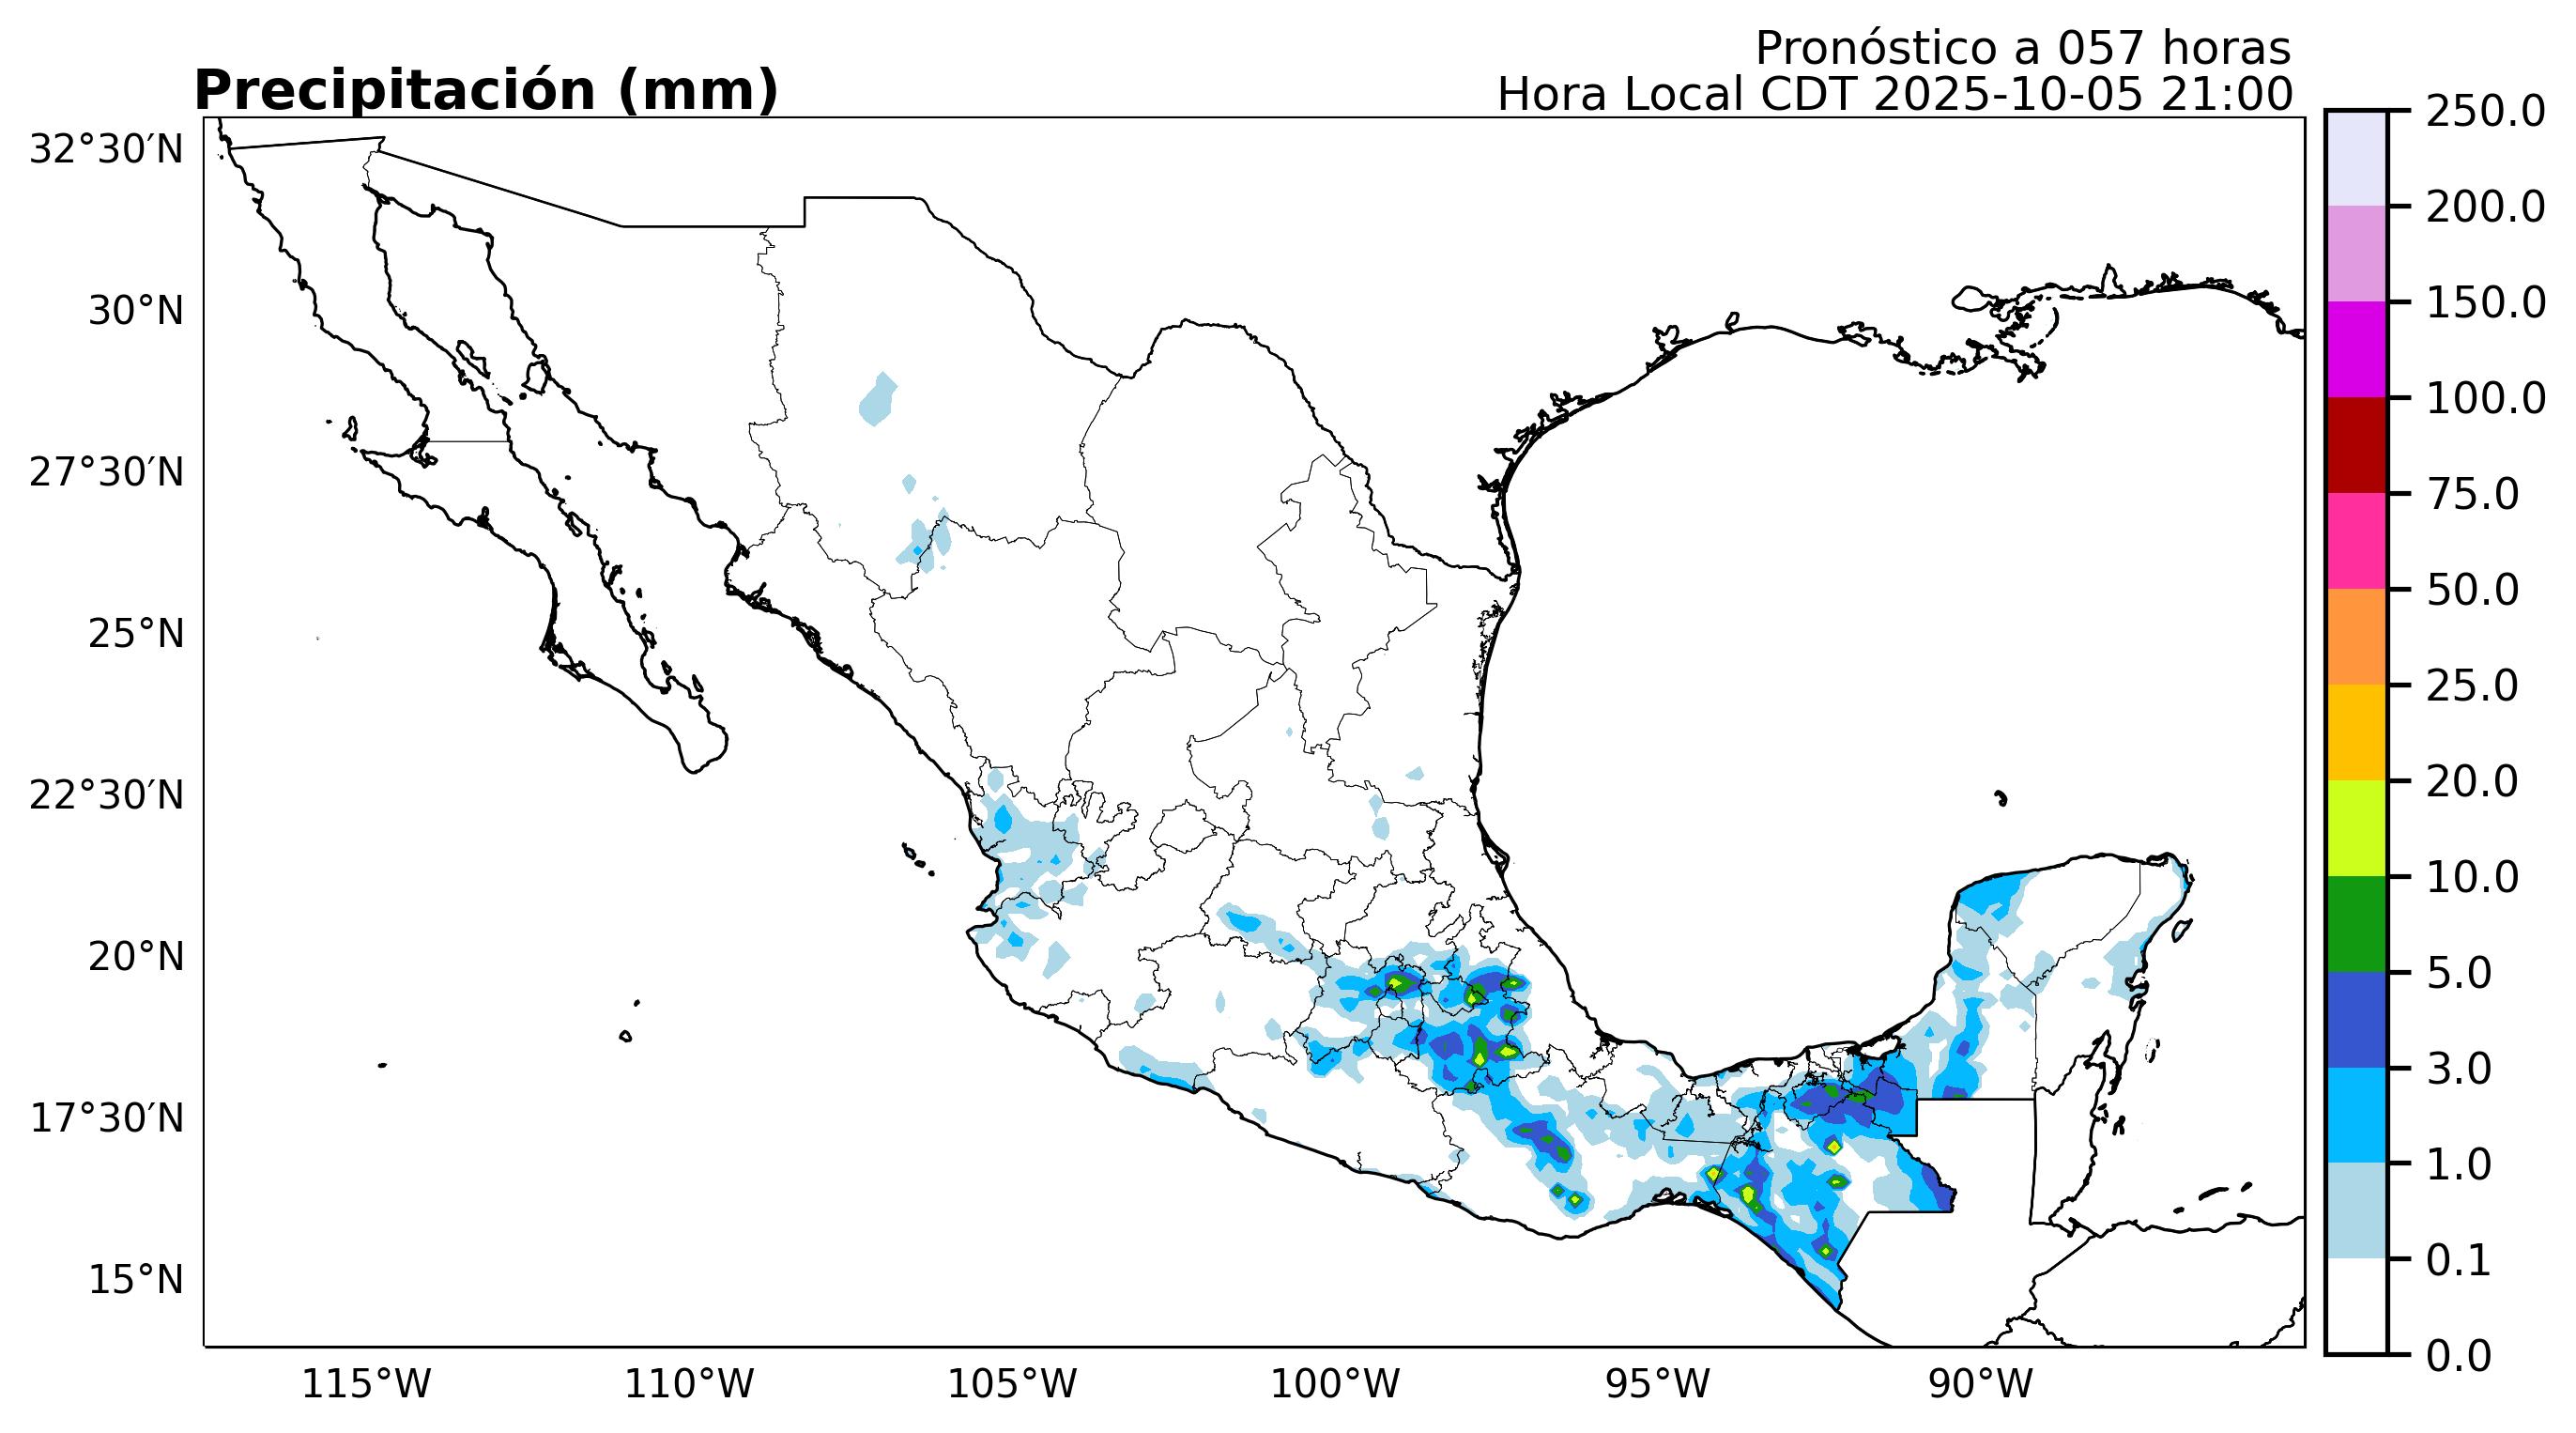 Pronóstico a 057 horas
Precipitación (mm)
Hora Local CDT 2025-10-05 21:00
32°30′N
30°N
27°30′N
25°N
22°30′N
20°N
17°30′N
15°N
115°W
110°W
105°W
100°W
95°W
90°W
250.0
200.0
150.0
100.0
75.0
50.0
25.0
20.0
10.0
5.0
3.0
1.0
0.1
0.0